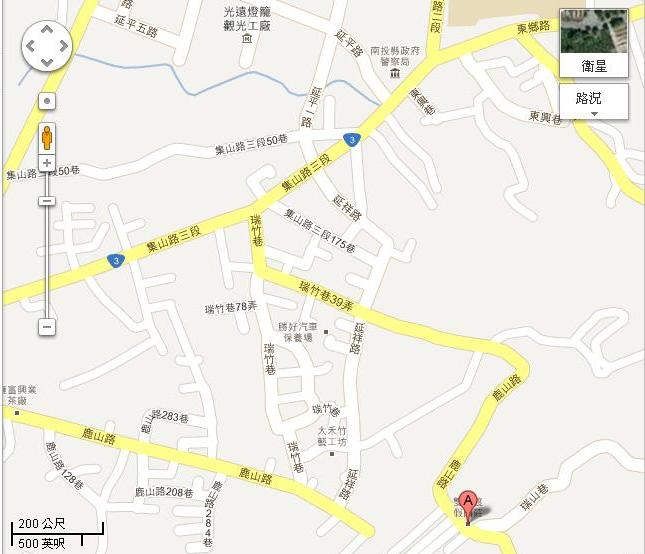 路二段
延平五路
光遠燈籠
觀光工廠
延平路
南投縣政府
警察局
東鄉路
衛星
路況
延平一路
東興巷
東興巷
3
集山路三段50巷
集山路三段50巷
集山路三段
延祥路
集山路三段175巷
瑞竹巷
集山路三段
3
瑞竹巷39弄
瑞竹巷78弄
勝好汽車
保養場
延祥路
瑞竹巷
鹿山路
富興業
茶廠
瑞竹巷
鹿山路283巷
大禾竹
藝工坊
鹿山路
瑞竹巷
鹿山路128巷
鹿山路
鹿山路208巷
鹿山路284巷
延祥路
鹿山路
A
瑞山巷
200 公尺
500 英呎